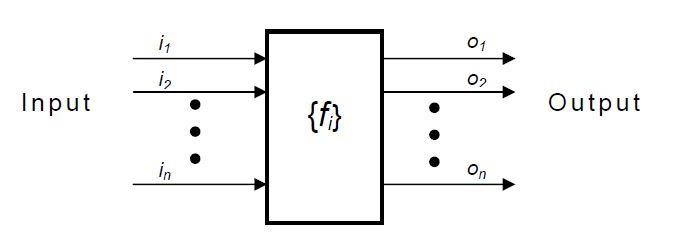 i₁ o₁
i₂ o₂
Input {fᵢ} Output
iₙ oₙ